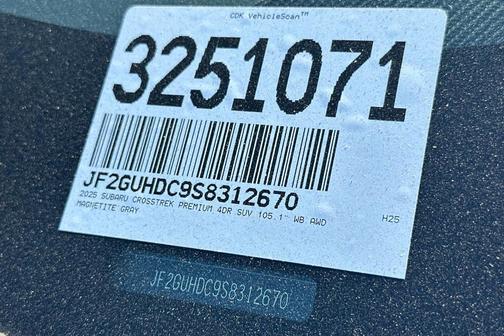 CDK VehicleScan™
3251071
JF2GUHDC9S8312670
2025 SUBARU CROSSTREK PREMIUM 4DR SUV 105.1" WB AWD
MAGNETITE GRAY
H25
JF2GUHDC9S8312670